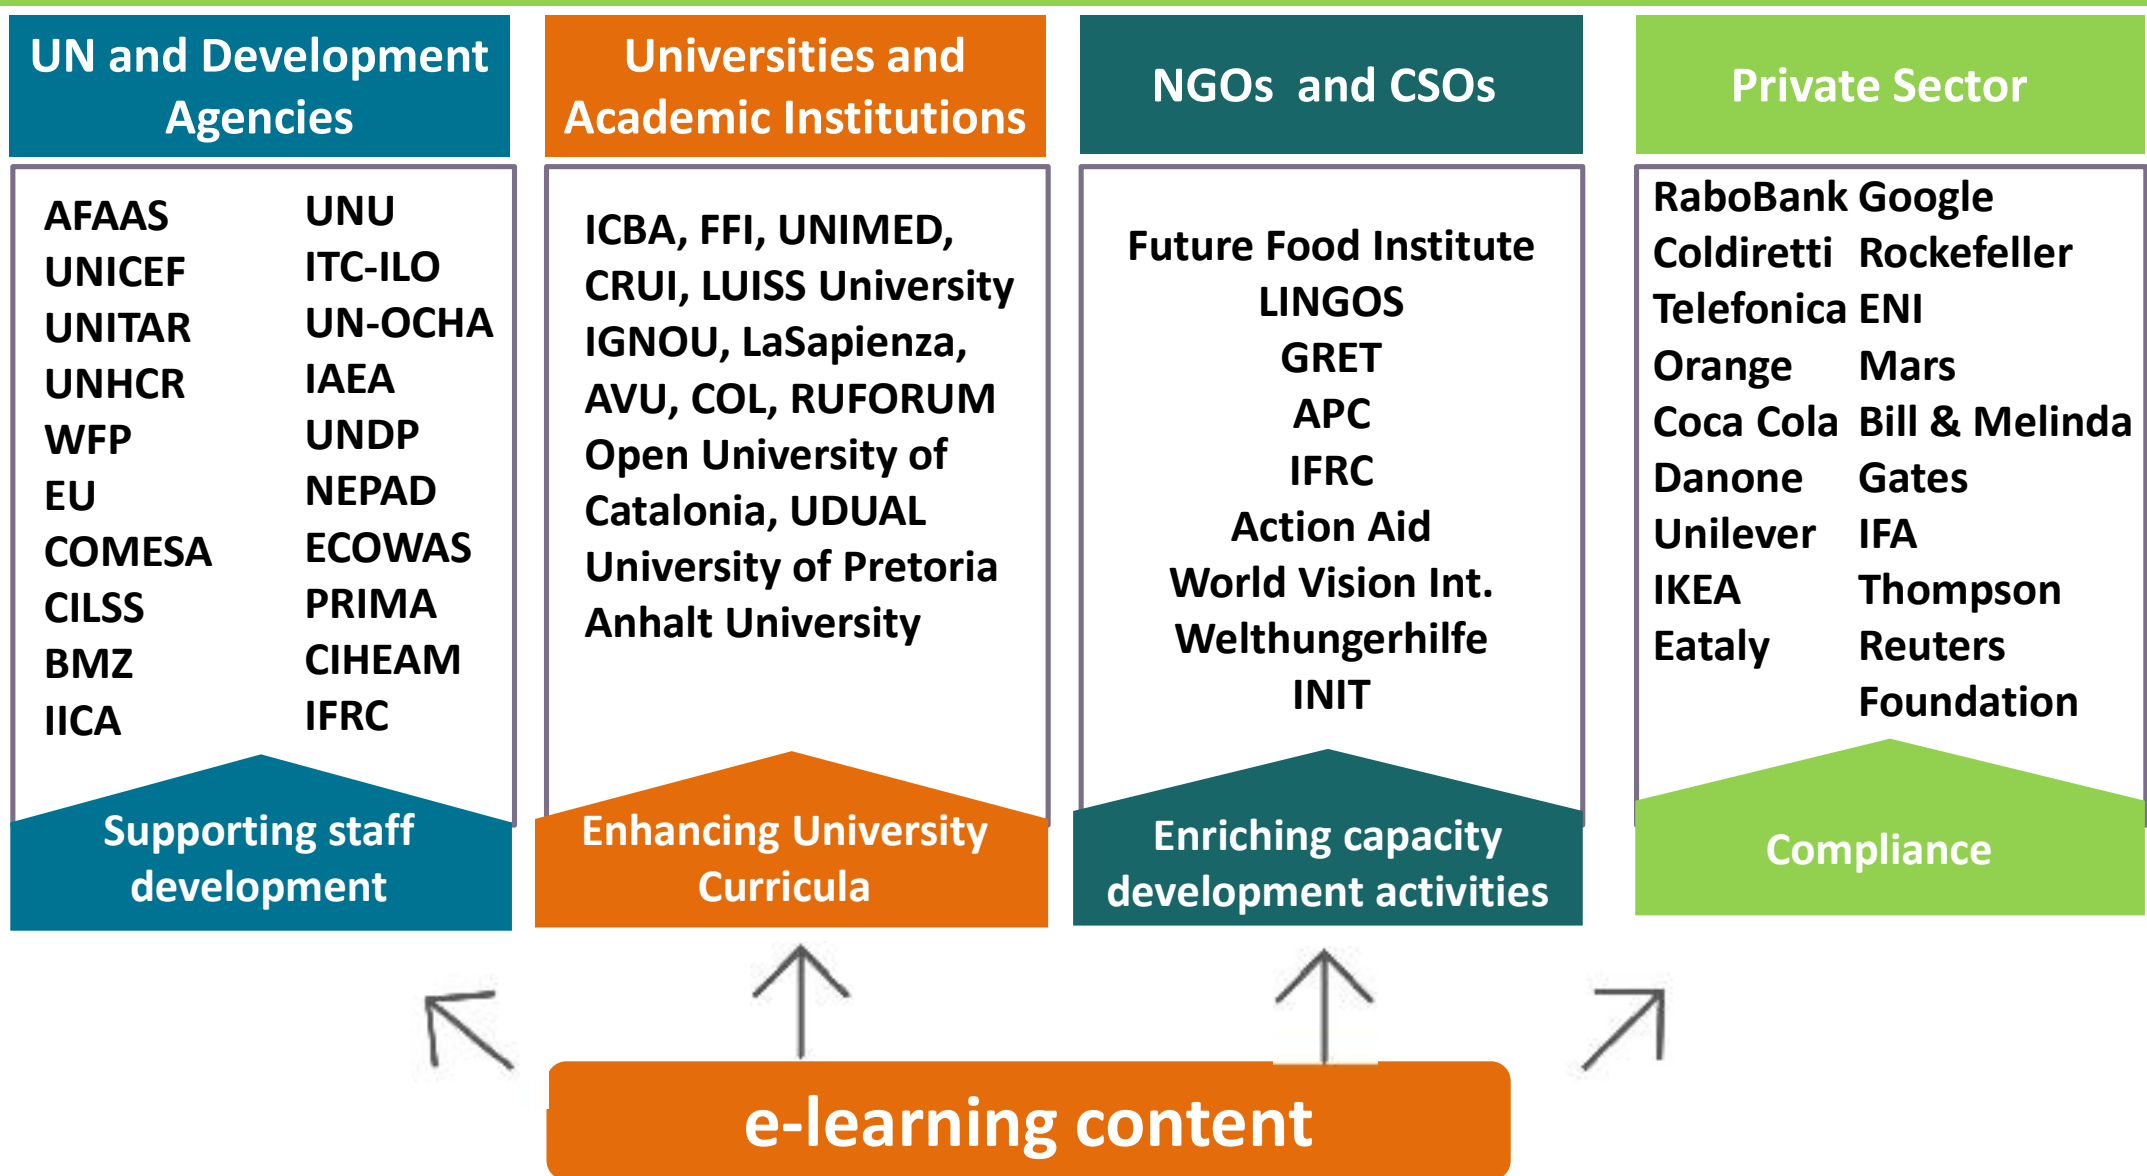 UN and Development
Agencies
AFAAS
UNICEF
UNITAR
UNHCR
WFP
EU
COMESA
CILSS
BMZ
IICA
UNU
ITC-ILO
UN-OCHA
IAEA
UNDP
NEPAD
ECOWAS
PRIMA
CIHEAM
IFRC
Supporting staff
development
Universities and
Academic Institutions
ICBA, FFI, UNIMED,
CRUI, LUISS University
IGNOU, LaSapienza,
AVU, COL, RUFORUM
Open University of
Catalonia, UDUAL
University of Pretoria
Anhalt University
Enhancing University
Curricula
NGOs  and CSOs
Future Food Institute
LINGOS
GRET
APC
IFRC
Action Aid
World Vision Int.
Welthungerhilfe
INIT
Enriching capacity
development activities
Private Sector
RaboBank
Coldiretti
Telefonica
Orange
Coca Cola
Danone
Unilever
IKEA
Eataly
Google
Rockefeller
ENI
Mars
Bill & Melinda
Gates
IFA
Thompson
Reuters
Foundation
Compliance
e-learning content